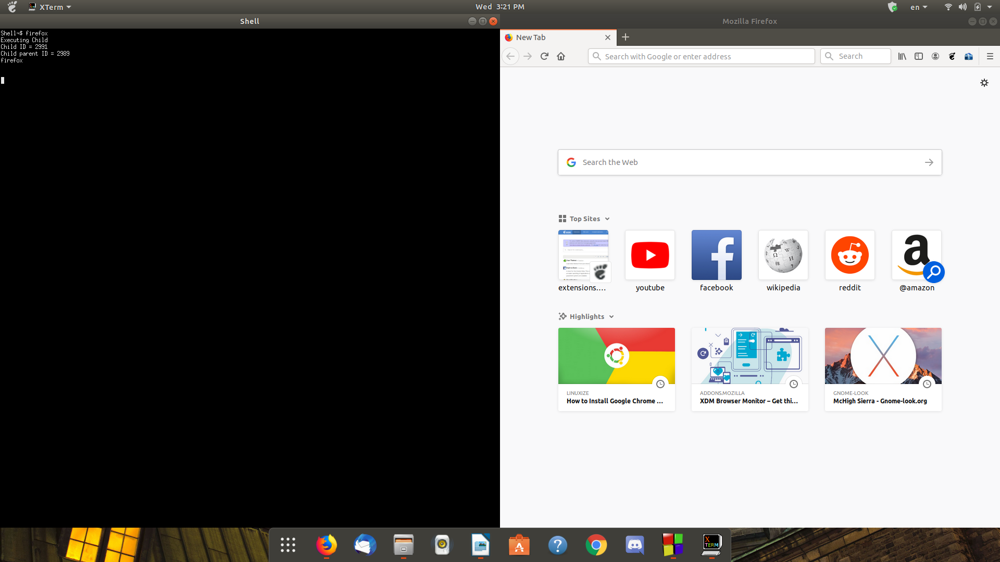 XTerm
Wed 3:21 PM
en
Shell
Mozilla Firefox
Shell¬$ firefox
Executing Child
Child ID = 2991
Child parent ID = 2989
firefox
New Tab
Search with Google or enter address
Search
Search the Web
Top Sites
extensions....
youtube
facebook
wikipedia
reddit
@amazon
Highlights
LINUXIZE
How to Install Google Chrome ...
ADDONS.MOZILLA
XDM Browser Monitor – Get thi...
GNOME-LOOK
McHigh Sierra - Gnome-look.org
X
TERM